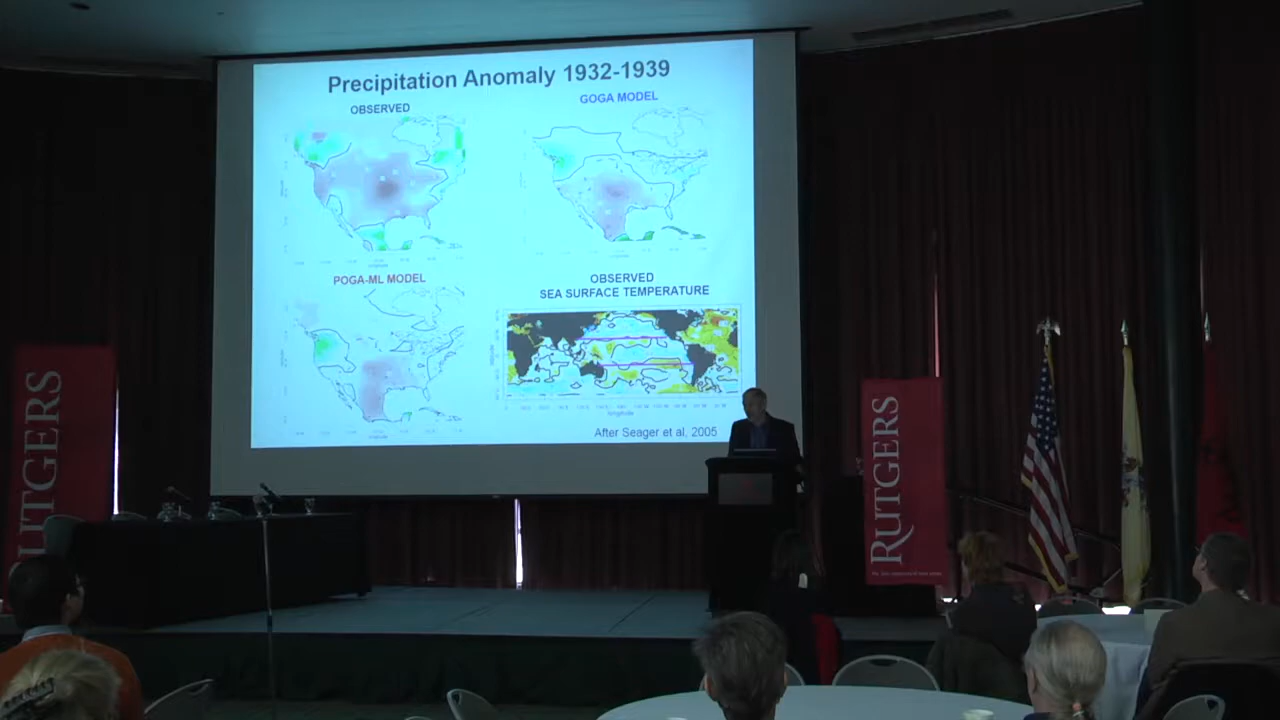 Precipitation Anomaly 1932-1939
OBSERVED
GOGA MODEL
POGA-ML MODEL
OBSERVED
SEA SURFACE TEMPERATURE
longitude
After Seager et al, 2005
RUTGERS
RUTGERS